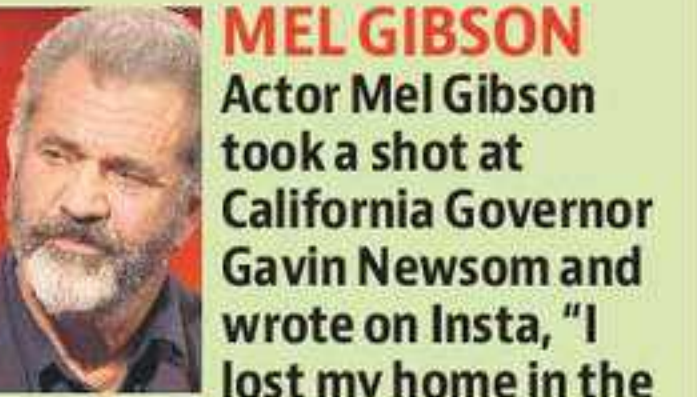 MEL GIBSON
Actor Mel Gibson
took a shot at
California Governor
Gavin Newsom and
wrote on Insta, “I
lost my home in the